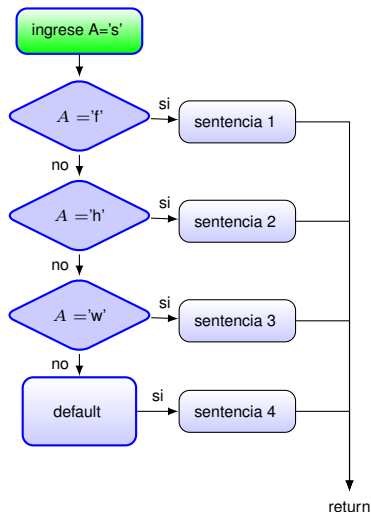 ingrese A='s'
A ='f'
si
sentencia 1
no
A ='h'
si
sentencia 2
no
A ='w'
si
sentencia 3
no
default
si
sentencia 4
return